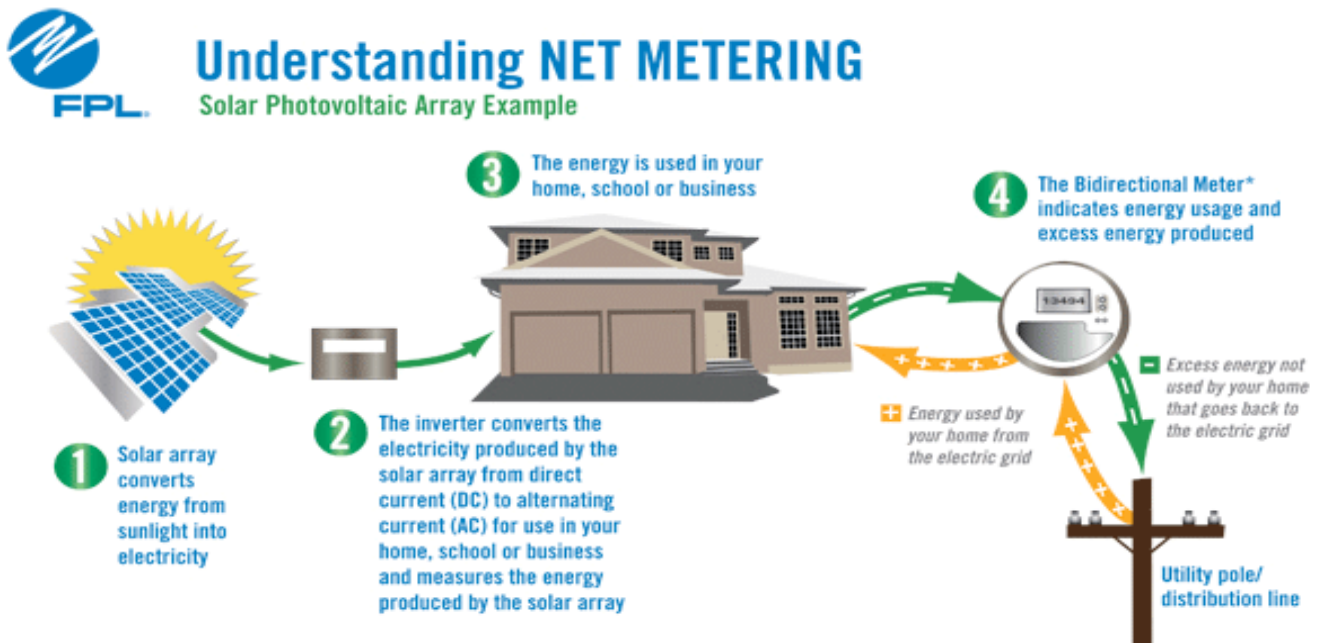 FPL.
Understanding NET METERING
Solar Photovoltaic Array Example
3
The energy is used in your
home, school or business
4
The Bidirectional Meter*
indicates energy usage and
excess energy produced
13494
1
Solar array
converts
energy from
sunlight into
electricity
2
The inverter converts the
electricity produced by the
solar array from direct
current (DC) to alternating
current (AC) for use in your
home, school or business
and measures the energy
produced by the solar array
+ Energy used by
your home from
the electric grid
- Excess energy not
used by your home
that goes back to
the electric grid
Utility pole/
distribution line